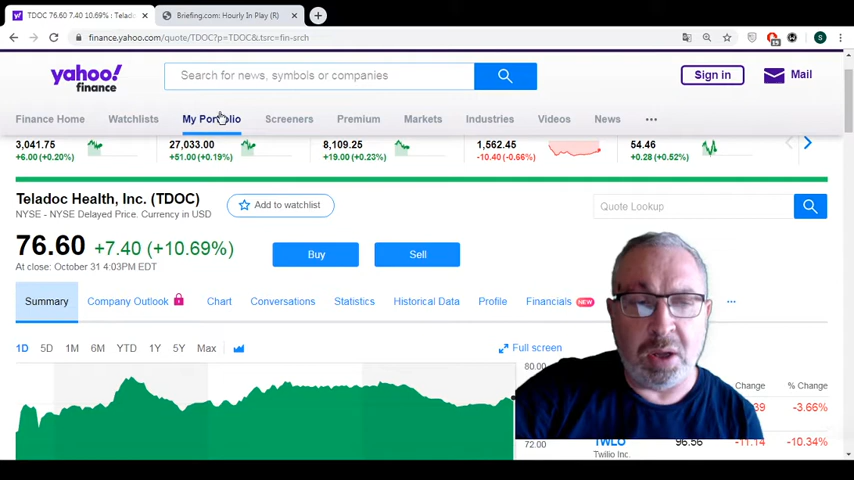 TDOC 76.60 7.40 10.69% : Teladoc
Briefing.com: Hourly In Play (R)
finance.yahoo.com/quote/TDOC?p=TDOC&.tsrc=fin-srch
S
yahoo!
finance
Search for news, symbols or companies
Sign in
Mail
Finance Home
Watchlists
My Portfolio
Screeners
Premium
Markets
Industries
Videos
News
3,041.75
27,033.00
8,109.25
1,562.45
54.46
+6.00 (+0.20%)
+51.00 (+0.19%)
+19.00 (+0.23%)
-10.40 (-0.66%)
+0.28 (+0.52%)
Teladoc Health, Inc. (TDOC)
NYSE - NYSE Delayed Price. Currency in USD
Add to watchlist
Quote Lookup
76.60 +7.40 (+10.69%)
At close: October 31 4:03PM EDT
Buy
Sell
Summary
Company Outlook
Chart
Conversations
Statistics
Historical Data
Profile
Financials NEW
1D 5D 1M 6M YTD 1Y 5Y Max
Full screen
80.00
72.00
Change
% Change
39
-3.66%
TWLO
96.56
-11.14
-10.34%
Twilio Inc.